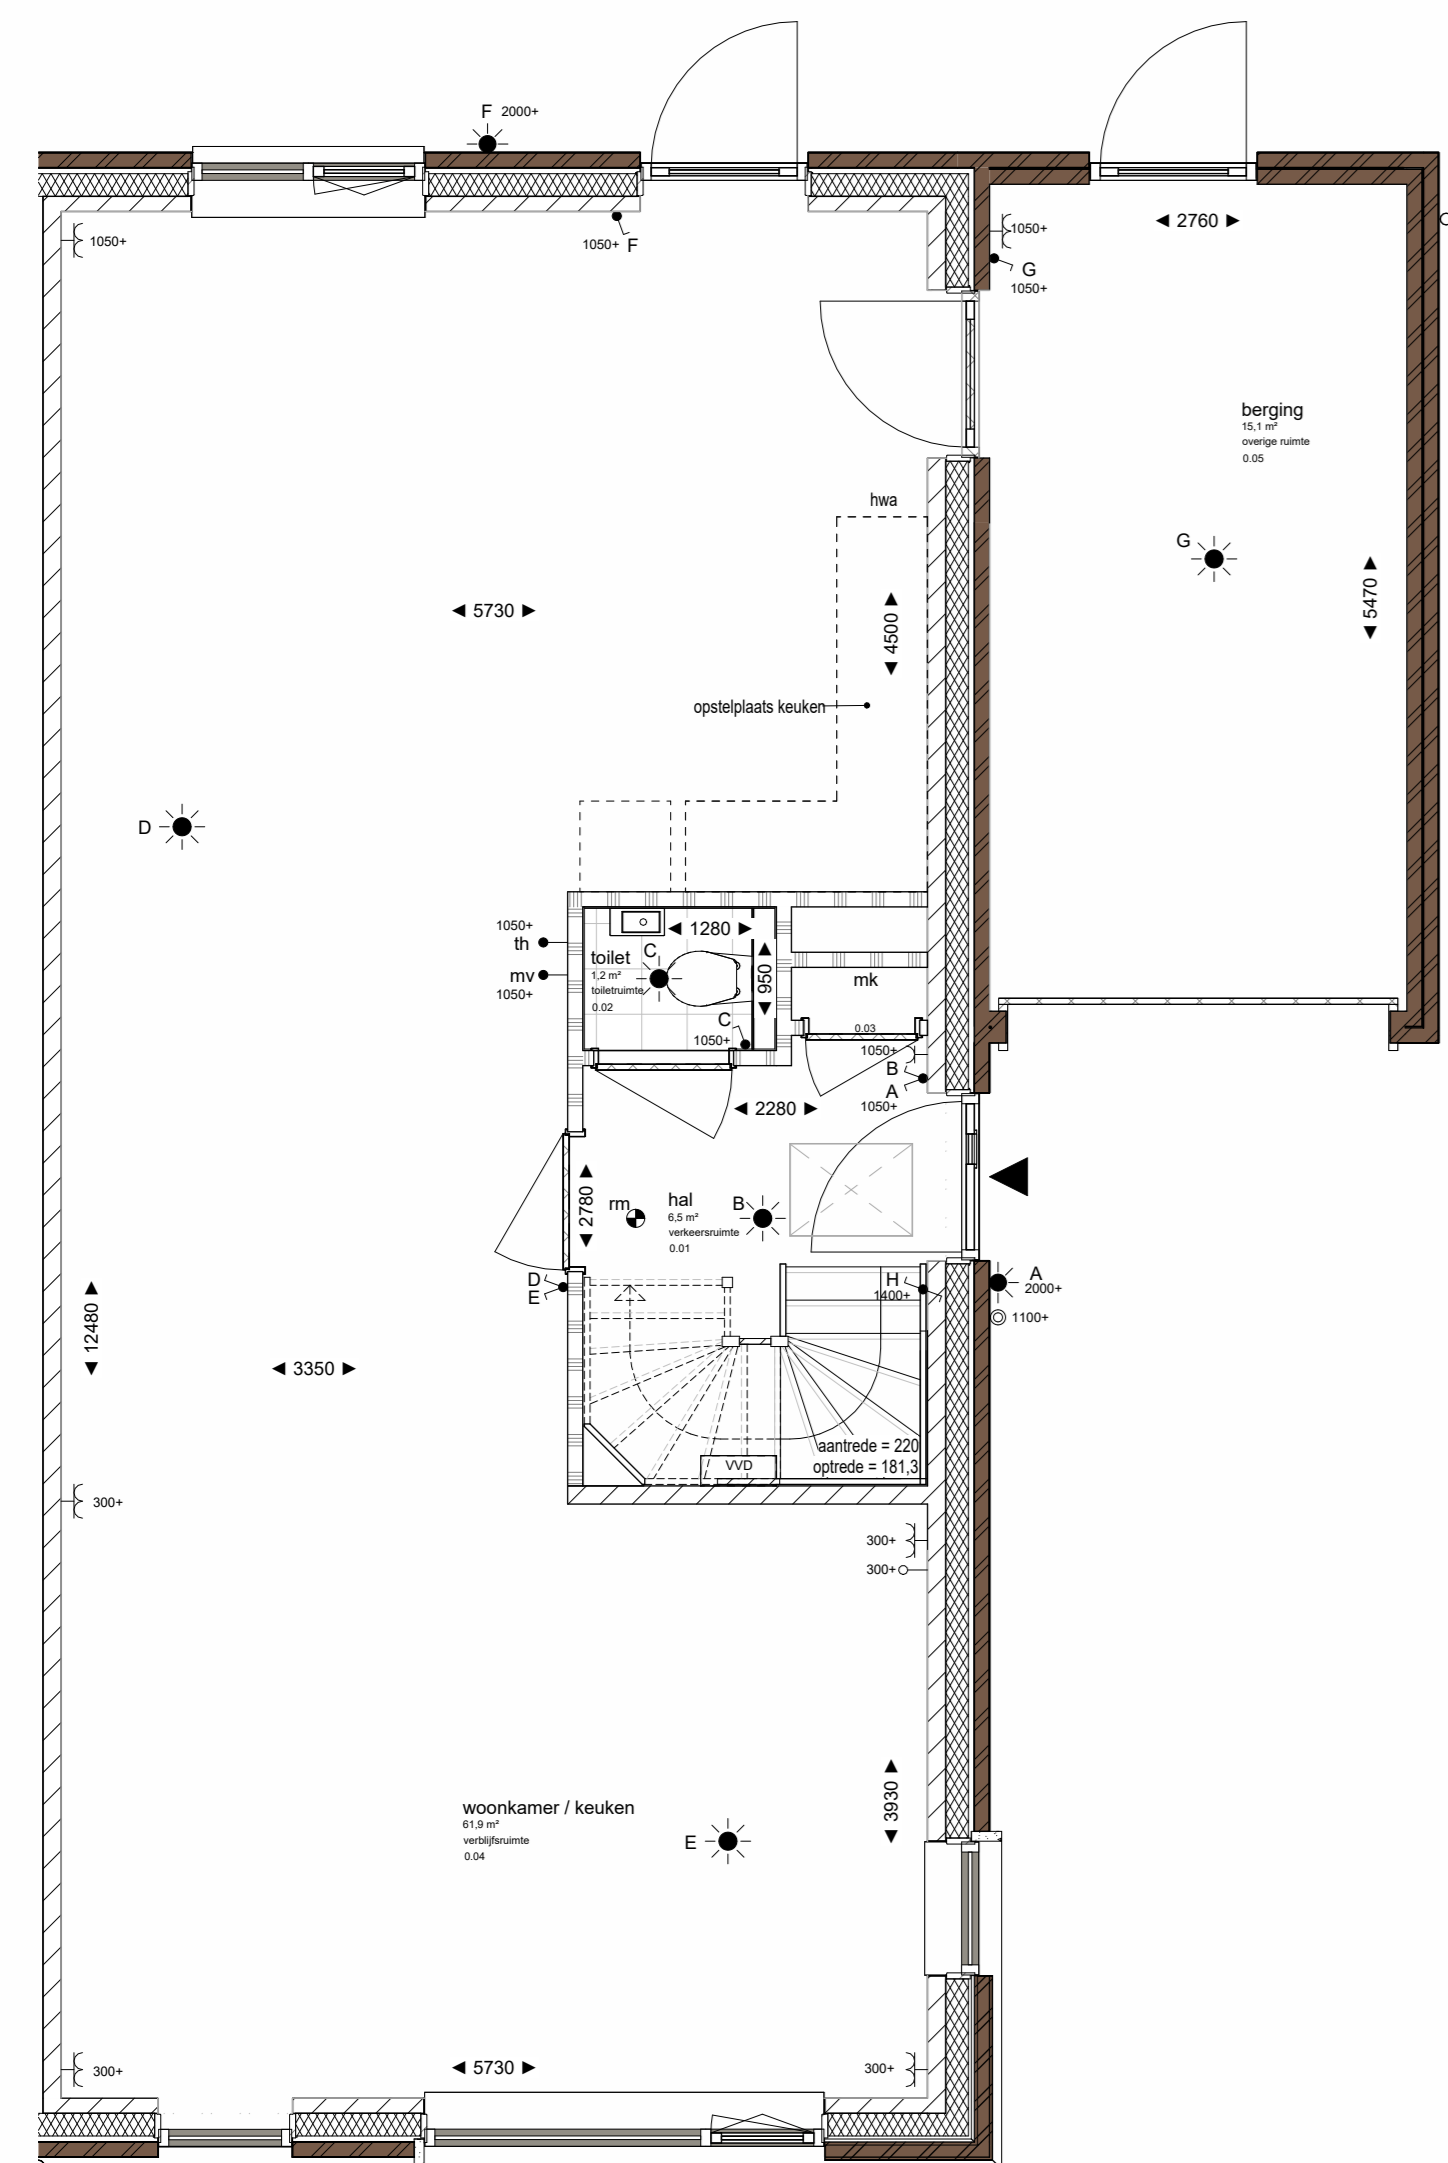 F 2000+
1050+
1050+ F
1050+
G
1050+
◄ 2760 ►
berging
15,1 m²
overige ruimte
0.05
hwa
G
◄ 5730 ►
◄ 4500 ►
◄ 5470 ►
opstelplaats keuken
D
1050+
th
mv
1050+
toilet
1,2 m²
toiletruimte
0.02
C
◄ 1280 ►
◄ 950 ►
mk
C
1050+
0.03
1050+
B
A
1050+
◄ 2280 ►
◄ 2780 ►
rm
hal
6,5 m²
verkeersruimte
0.01
B
D
E
H
1400+
A
2000+
1100+
◄ 12480 ►
◄ 3350 ►
aantrede = 220
optrede = 181,3
VVD
300+
300+
300+
woonkamer / keuken
61,9 m²
verblijfsruimte
0.04
E
◄ 3930 ►
300+
◄ 5730 ►
300+